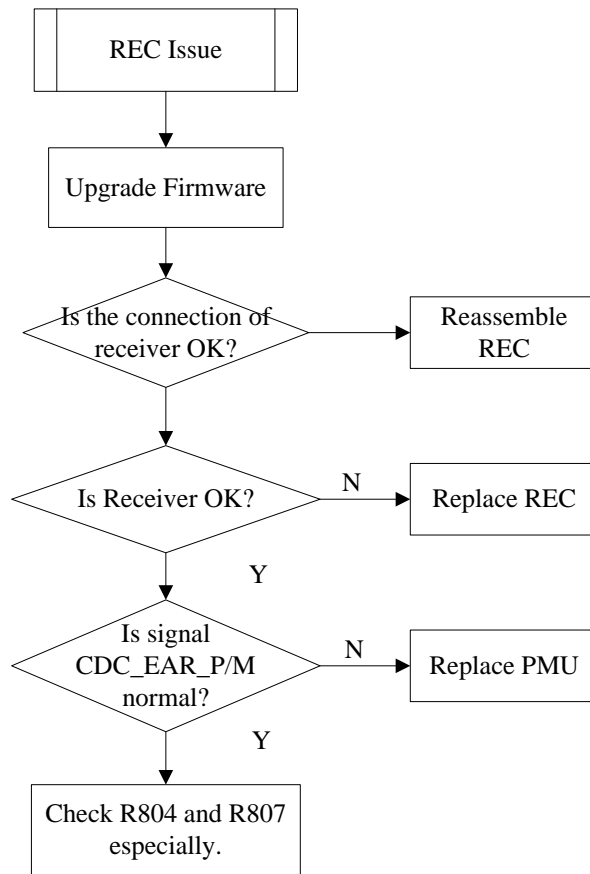 REC Issue
Upgrade Firmware
Is the connection of
receiver OK?
Reassemble
REC
Is Receiver OK?
N
Replace REC
Y
Is signal
CDC_EAR_P/M
normal?
N
Replace PMU
Y
Check R804 and R807
especially.